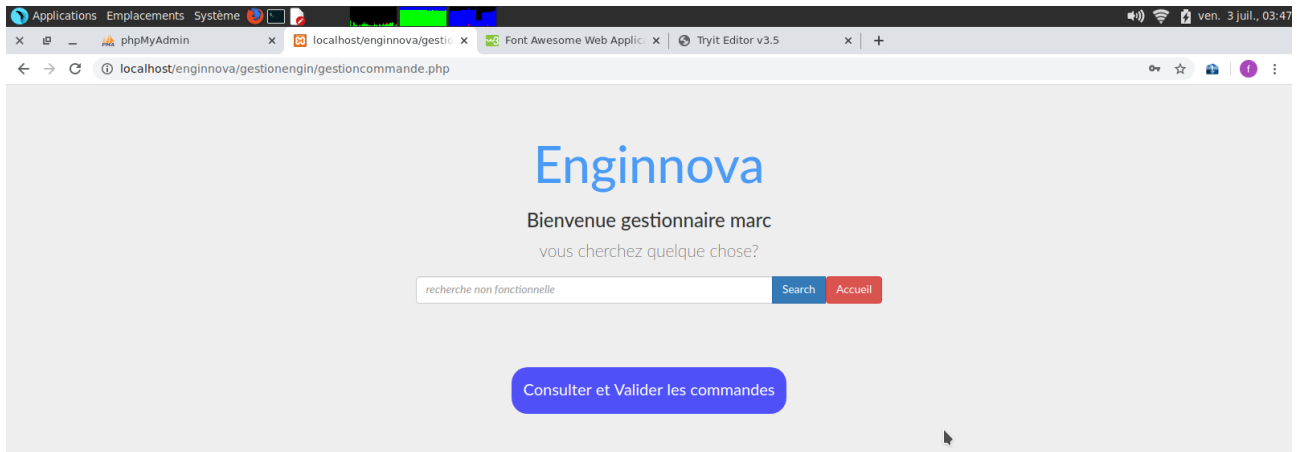 Applications Emplacements Système ven. 3 juil., 03:47
phpMyAdmin localhost/enginnova/gestio Font Awesome Web Applic Tryit Editor v3.5
localhost/enginnova/gestionengin/gestioncommande.php f
Enginnova
Bienvenue gestionnaire marc
vous cherchez quelque chose?
recherche non fonctionnelle Search Accueil
Consulter et Valider les commandes